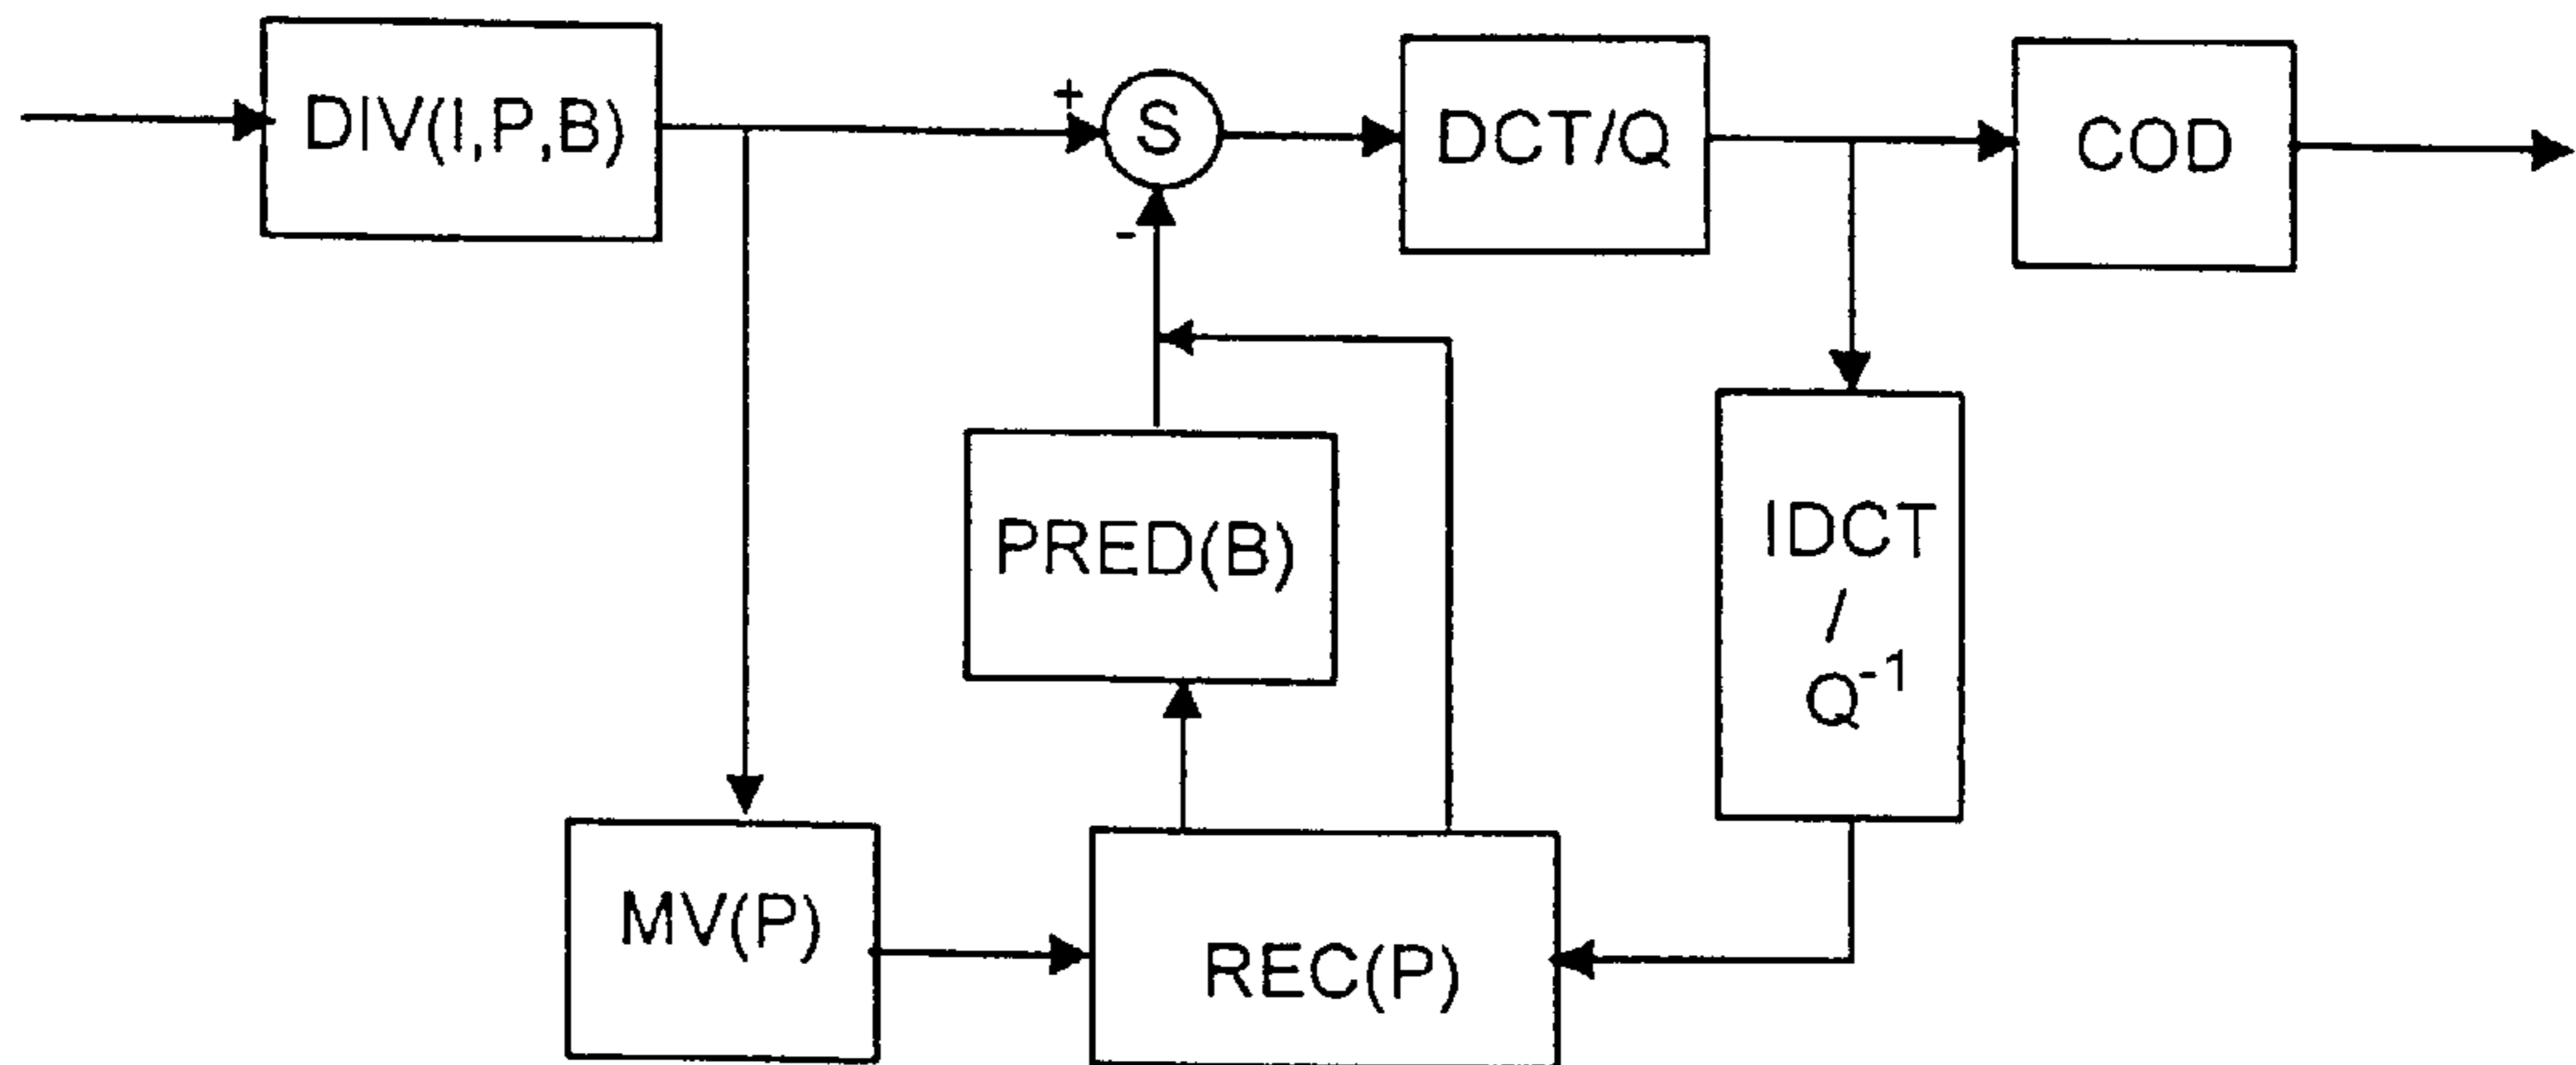 DIV(I,P,B)
+
S
-
DCT/Q
COD
PRED(B)
IDCT
/
Q⁻¹
MV(P)
REC(P)